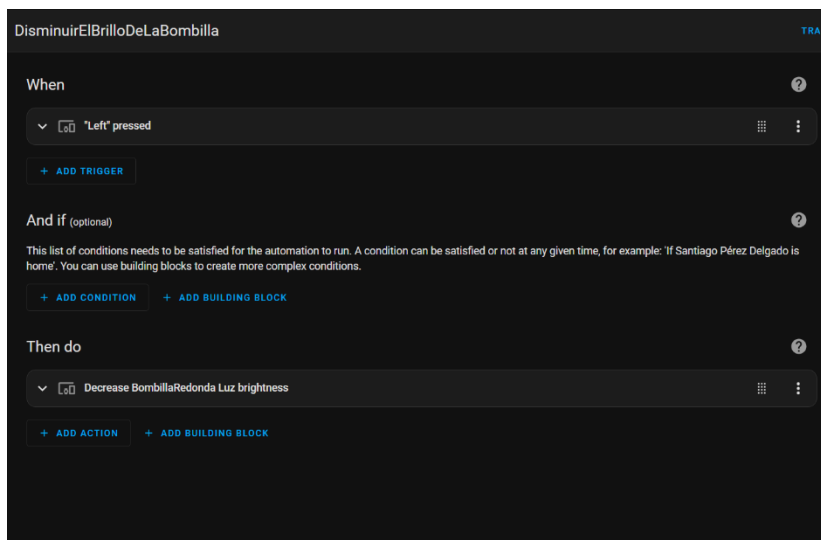 DisminuirElBrilloDeLaBombilla
TRA
When
"Left" pressed
+ ADD TRIGGER
And if (optional)
This list of conditions needs to be satisfied for the automation to run. A condition can be satisfied or not at any given time, for example: 'If Santiago Pérez Delgado is
home'. You can use building blocks to create more complex conditions.
+ ADD CONDITION + ADD BUILDING BLOCK
Then do
Decrease BombillaRedonda Luz brightness
+ ADD ACTION + ADD BUILDING BLOCK